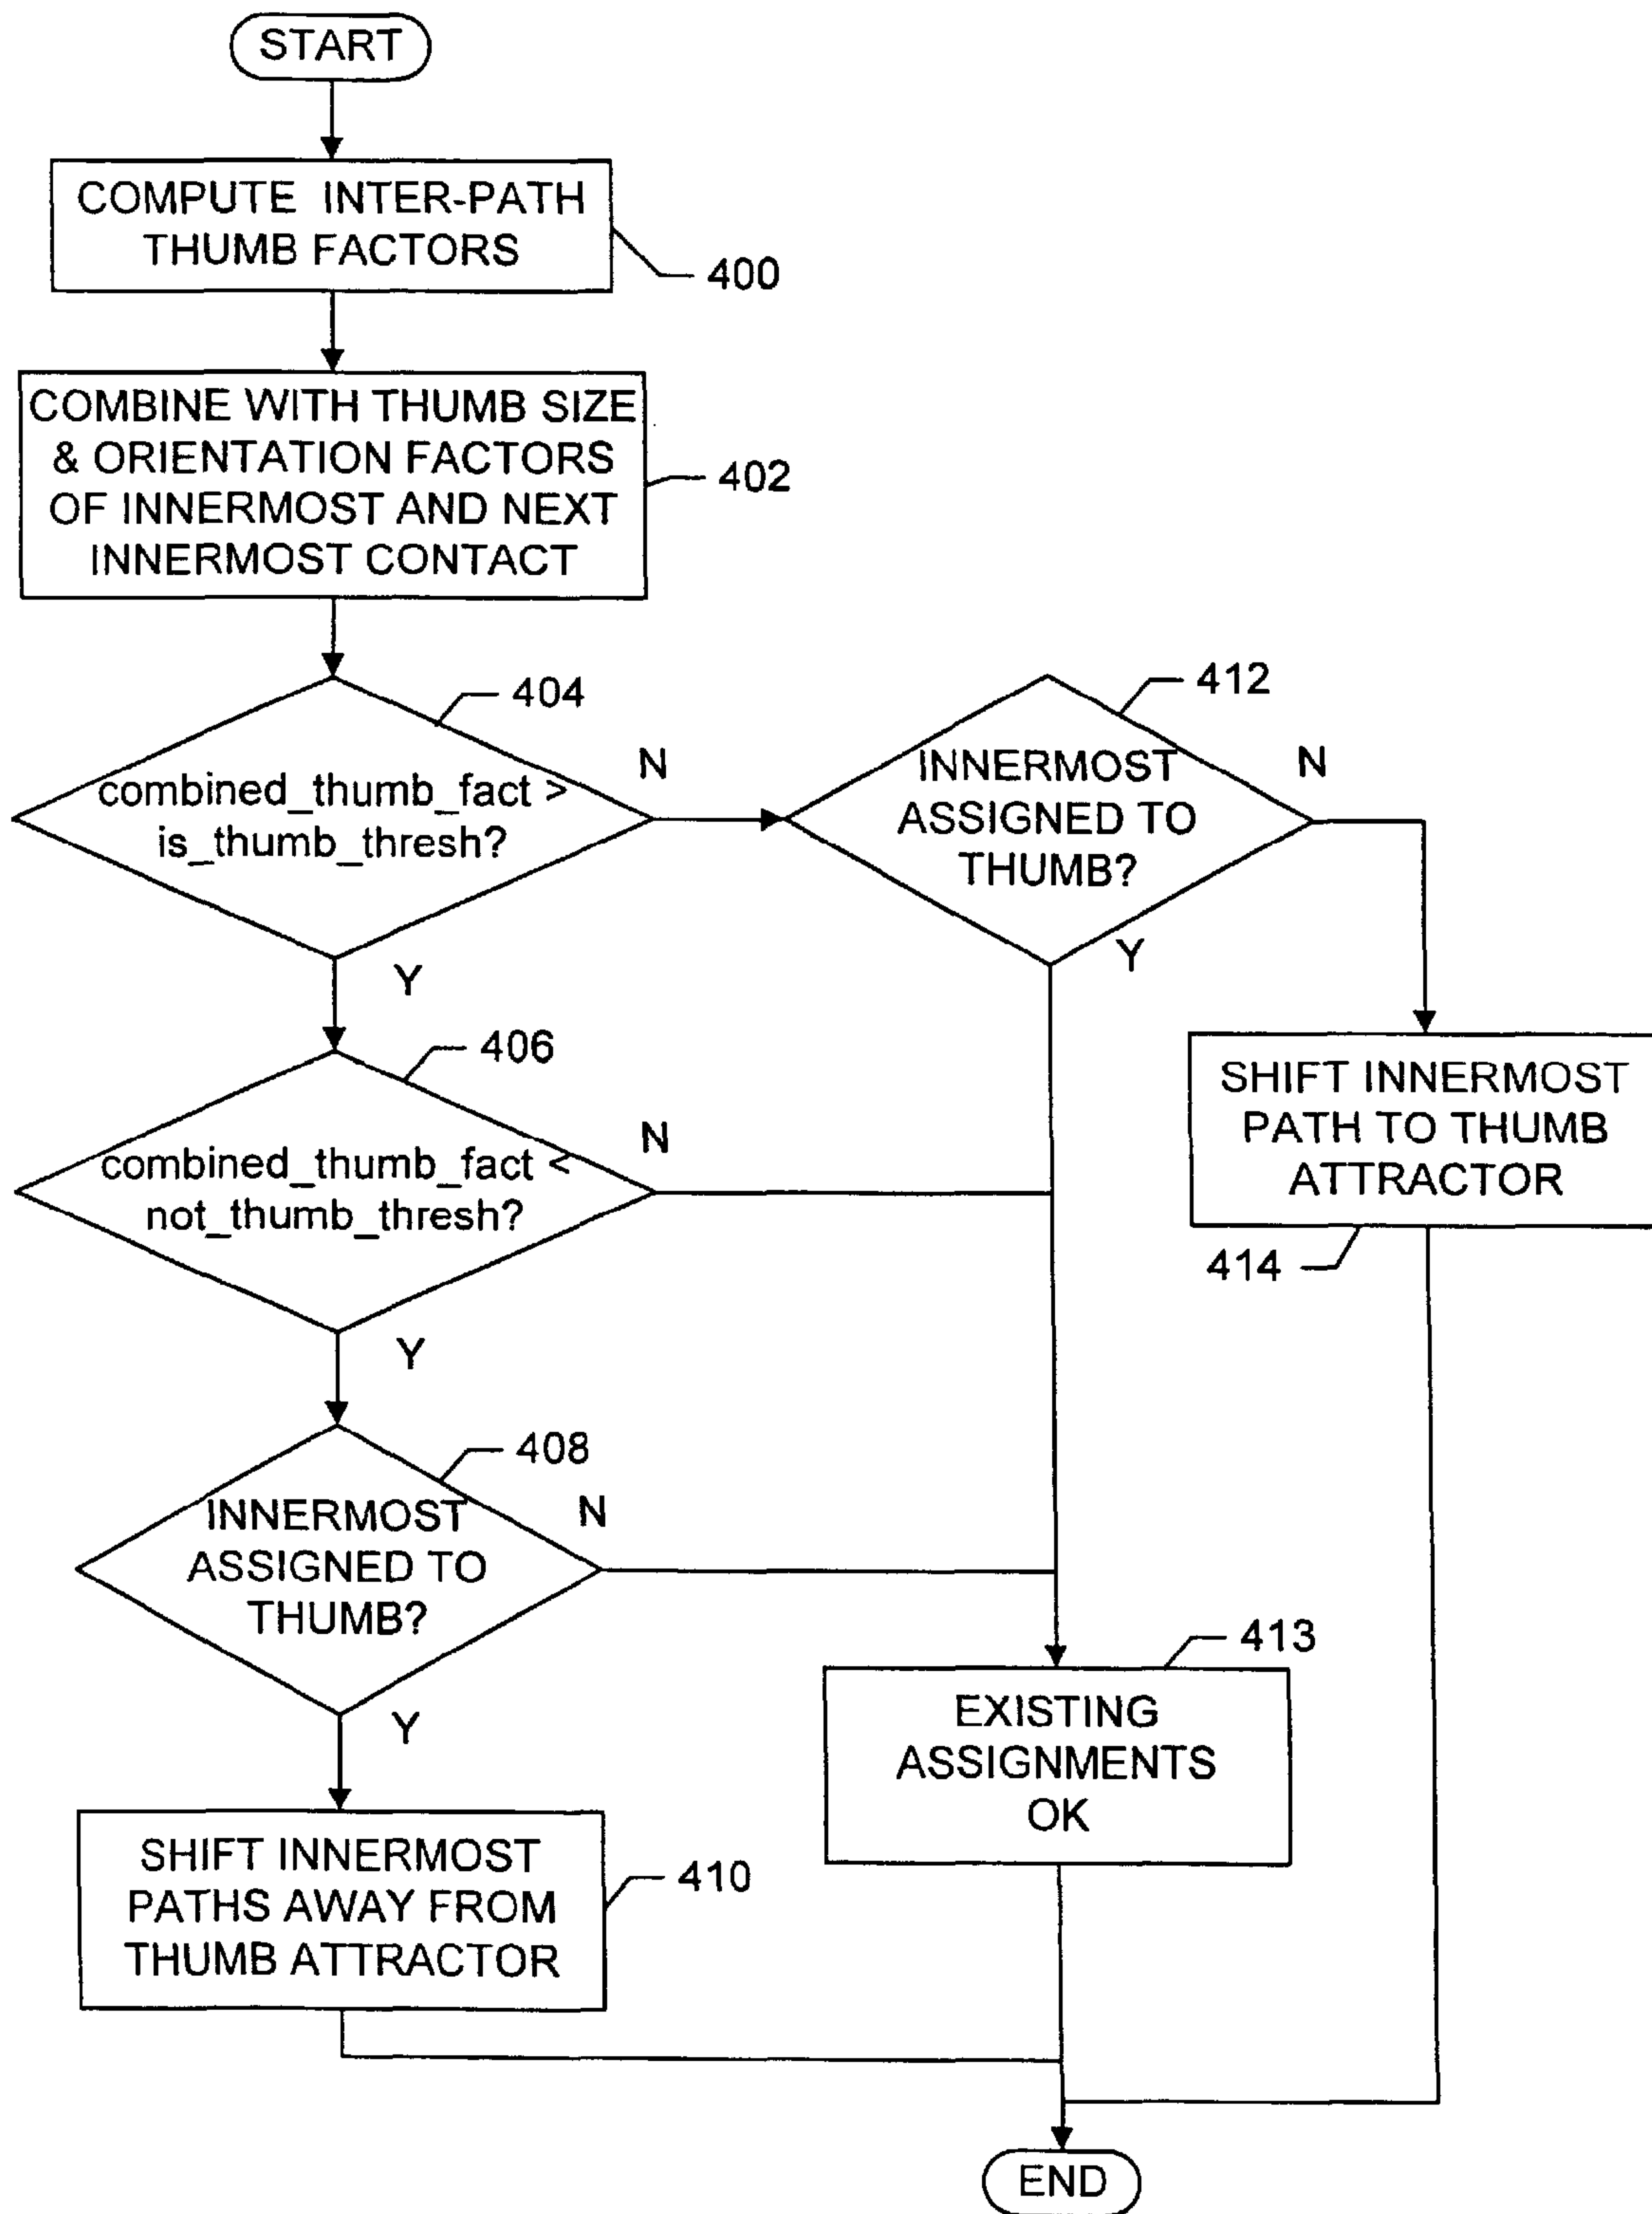 START
COMPUTE INTER-PATH
THUMB FACTORS
400
COMBINE WITH THUMB SIZE
& ORIENTATION FACTORS
OF INNERMOST AND NEXT
INNERMOST CONTACT
402
404
combined_thumb_fact >
is_thumb_thresh?
N
Y
412
INNERMOST
ASSIGNED TO
THUMB?
N
Y
406
combined_thumb_fact <
not_thumb_thresh?
N
Y
SHIFT INNERMOST
PATH TO THUMB
ATTRACTOR
414
408
INNERMOST
ASSIGNED TO
THUMB?
N
Y
413
EXISTING
ASSIGNMENTS
OK
SHIFT INNERMOST
PATHS AWAY FROM
THUMB ATTRACTOR
410
END